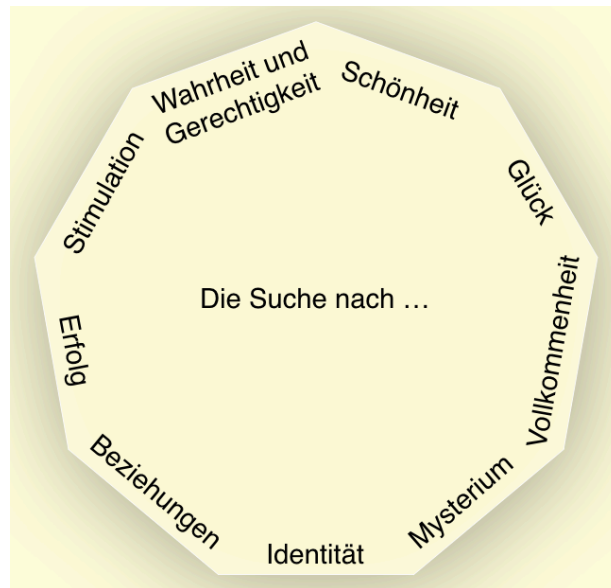 Wahrheit und
Gerechtigkeit
Schönheit
Glück
Vollkommenheit
Mysterium
Identität
Beziehungen
Erfolg
Stimulation
Die Suche nach …